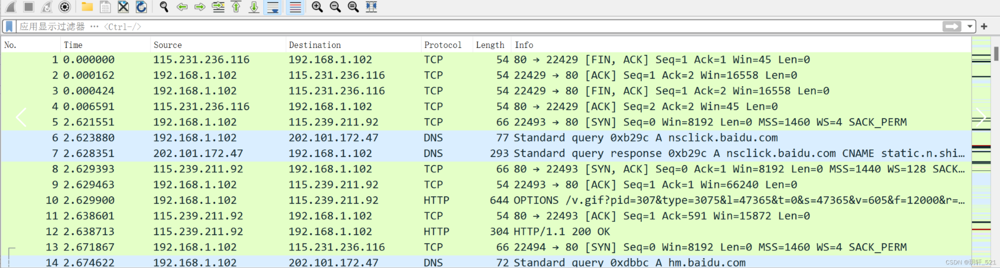 应用显示过滤器 … <Ctrl-/>
No. Time Source Destination Protocol Length Info
1 0.000000 115.231.236.116 192.168.1.102 TCP 54 80 → 22429 [FIN, ACK] Seq=1 Ack=1 Win=45 Len=0
2 0.000162 192.168.1.102 115.231.236.116 TCP 54 22429 → 80 [ACK] Seq=1 Ack=2 Win=16558 Len=0
3 0.000424 192.168.1.102 115.231.236.116 TCP 54 22429 → 80 [FIN, ACK] Seq=1 Ack=2 Win=16558 Len=0
4 0.006591 115.231.236.116 192.168.1.102 TCP 54 80 → 22429 [ACK] Seq=2 Ack=2 Win=45 Len=0
5 2.621551 192.168.1.102 115.239.211.92 TCP 66 22493 → 80 [SYN] Seq=0 Win=8192 Len=0 MSS=1460 WS=4 SACK_PERM
6 2.623880 192.168.1.102 202.101.172.47 DNS 77 Standard query 0xb29c A nsclick.baidu.com
7 2.628351 202.101.172.47 192.168.1.102 DNS 293 Standard query response 0xb29c A nsclick.baidu.com CNAME static.n.shi…
8 2.629393 115.239.211.92 192.168.1.102 TCP 66 80 → 22493 [SYN, ACK] Seq=0 Ack=1 Win=8192 Len=0 MSS=1440 WS=128 SACK…
9 2.629463 192.168.1.102 115.239.211.92 TCP 54 22493 → 80 [ACK] Seq=1 Ack=1 Win=66240 Len=0
10 2.629900 192.168.1.102 115.239.211.92 HTTP 644 OPTIONS /v.gif?pid=307&type=3075&l=47365&t=0&s=47365&v=605&f=12000&r=…
11 2.638601 115.239.211.92 192.168.1.102 TCP 54 80 → 22493 [ACK] Seq=1 Ack=591 Win=15872 Len=0
12 2.638713 115.239.211.92 192.168.1.102 HTTP 304 HTTP/1.1 200 OK
13 2.671867 192.168.1.102 115.231.236.116 TCP 66 22494 → 80 [SYN] Seq=0 Win=8192 Len=0 MSS=1460 WS=4 SACK_PERM
14 2.674622 192.168.1.102 202.101.172.47 DNS 72 Standard query 0xdbbc A hm.baidu.com
CSDN @玥轩_521